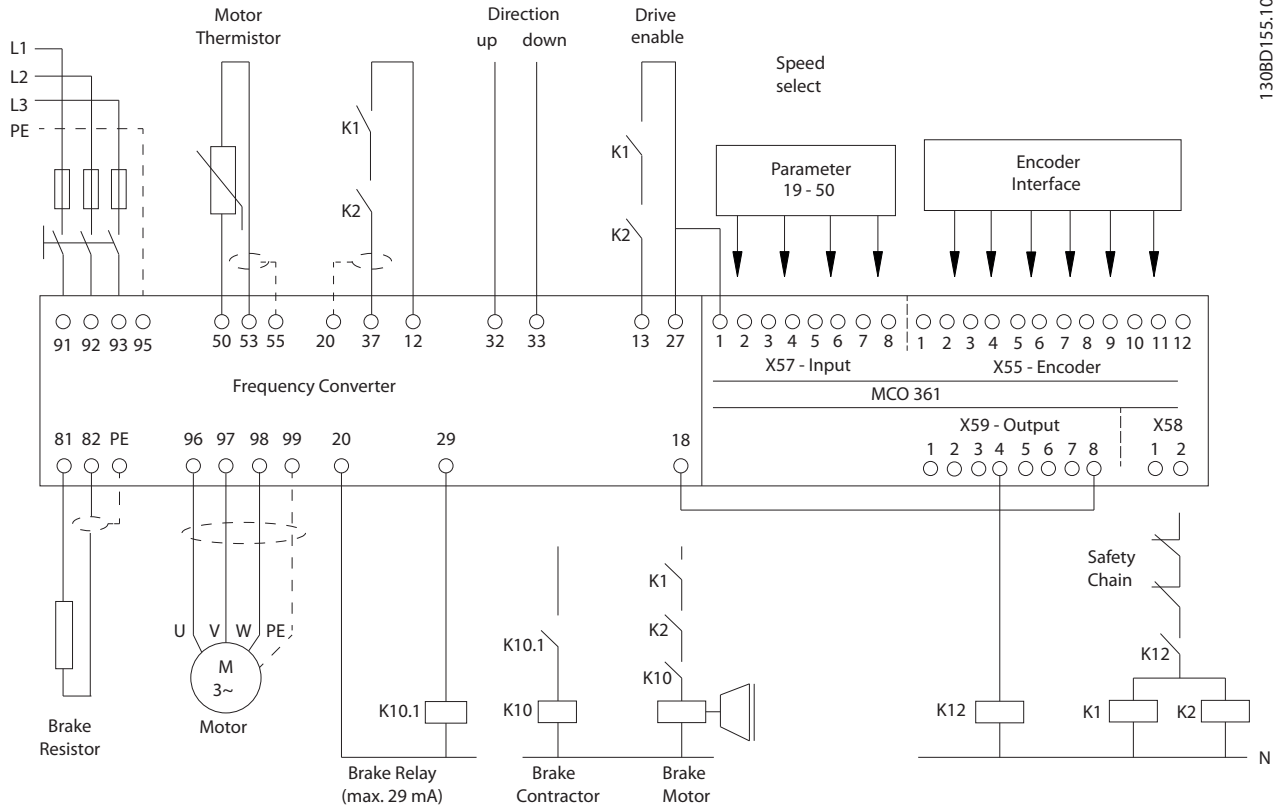 130BD155.10
Motor
Thermistor
Direction
up down
Drive
enable
Speed
select
L1
L2
L3
PE
K1
K2
K1
K2
Parameter
19 - 50
Encoder
Interface
91 92 93 95 50 53 55 20 37 12 32 33 13 27 1 2 3 4 5 6 7 8 1 2 3 4 5 6 7 8 9 10 11 12
X57 - Input X55 - Encoder
Frequency Converter
MCO 361
X59 - Output X58
81 82 PE 96 97 98 99 20 29 18 1 2 3 4 5 6 7 8 1 2
Safety
Chain
K1
K2
K10
K10.1
K12
U V W PE
M
3~
K10.1
K10
K12
K1
K2
Brake
Resistor
Motor
N
Brake Relay
(max. 29 mA)
Brake
Contractor
Brake
Motor